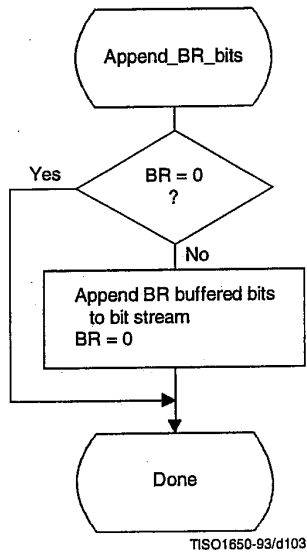 Append_BR_bits
Yes
BR = 0
?
No
Append BR buffered bits
to bit stream
BR = 0
Done
TISO1650-93/d103